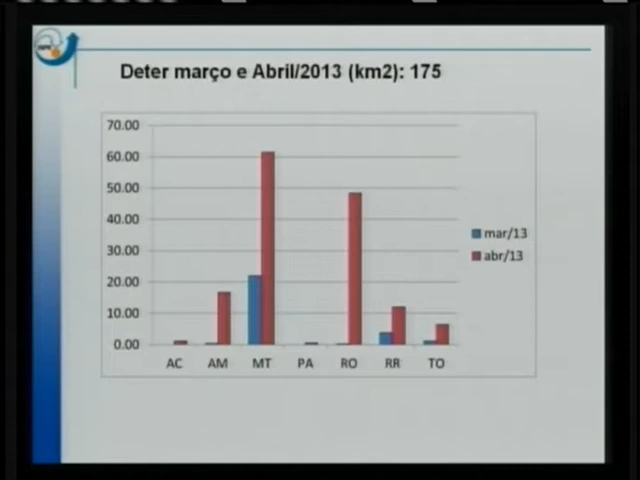 Deter março e Abril/2013 (km2): 175
70.00
60.00
50.00
40.00
30.00
20.00
10.00
0.00
AC AM MT PA RO RR TO
mar/13
abr/13